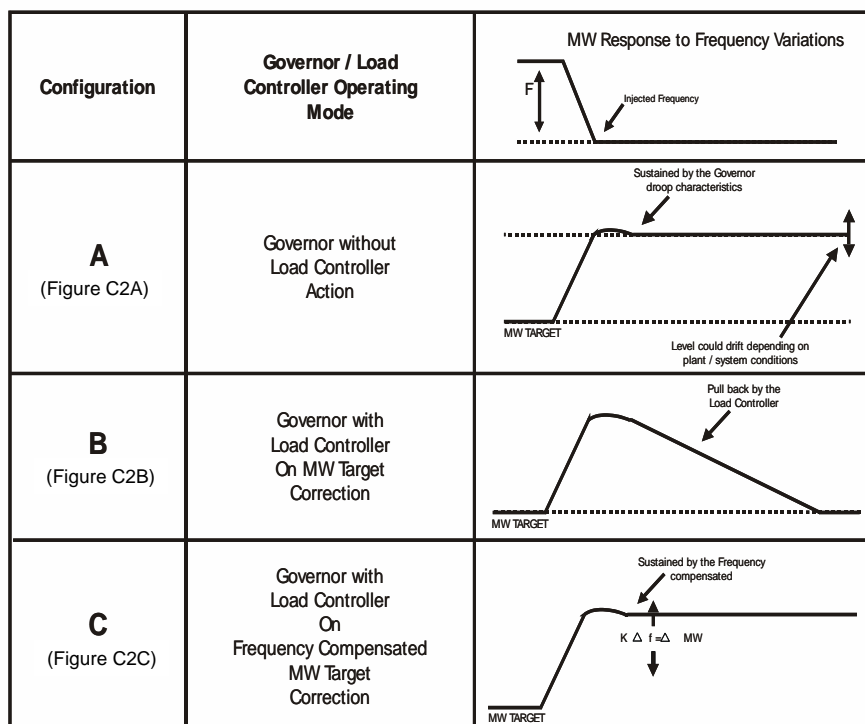 Configuration
Governor / Load
Controller Operating
Mode
MW Response to Frequency Variations
F
Injected Frequency
A
(Figure C2A)
Governor without
Load Controller
Action
Sustained by the Governor
droop characteristics
MW TARGET
Level could drift depending on
plant / system conditions
B
(Figure C2B)
Governor with
Load Controller
On MW Target
Correction
Pull back by the
Load Controller
MW TARGET
C
(Figure C2C)
Governor with
Load Controller
On
Frequency Compensated
MW Target
Correction
Sustained by the Frequency
compensated
K Δ f = Δ MW
MW TARGET